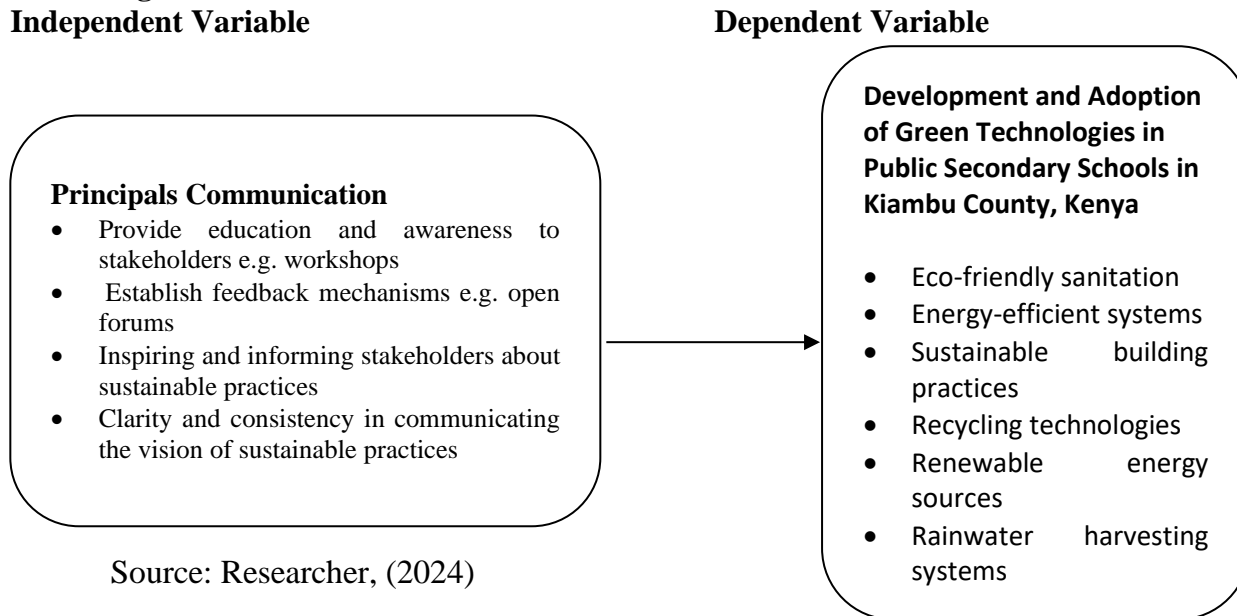 Independent Variable
Dependent Variable
Principals Communication
• Provide education and awareness to
stakeholders e.g. workshops
• Establish feedback mechanisms e.g. open
forums
• Inspiring and informing stakeholders about
sustainable practices
• Clarity and consistency in communicating
the vision of sustainable practices
Source: Researcher, (2024)
Development and Adoption
of Green Technologies in
Public Secondary Schools in
Kiambu County, Kenya
• Eco-friendly sanitation
• Energy-efficient systems
• Sustainable building
practices
• Recycling technologies
• Renewable energy
sources
• Rainwater harvesting
systems